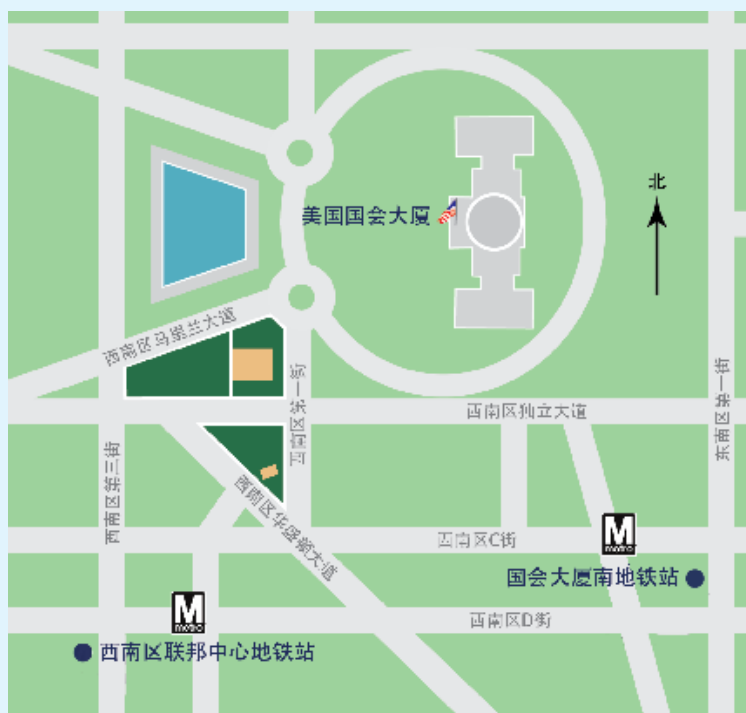 北
美国国会大厦
西南区马里兰大道
西南区第一街
东南区第一街
西南区独立大道
西南区第三街
西南区华盛顿大道
西南区C街
M
metro
国会大厦南地铁站
M
metro
西南区D街
西南区联邦中心地铁站